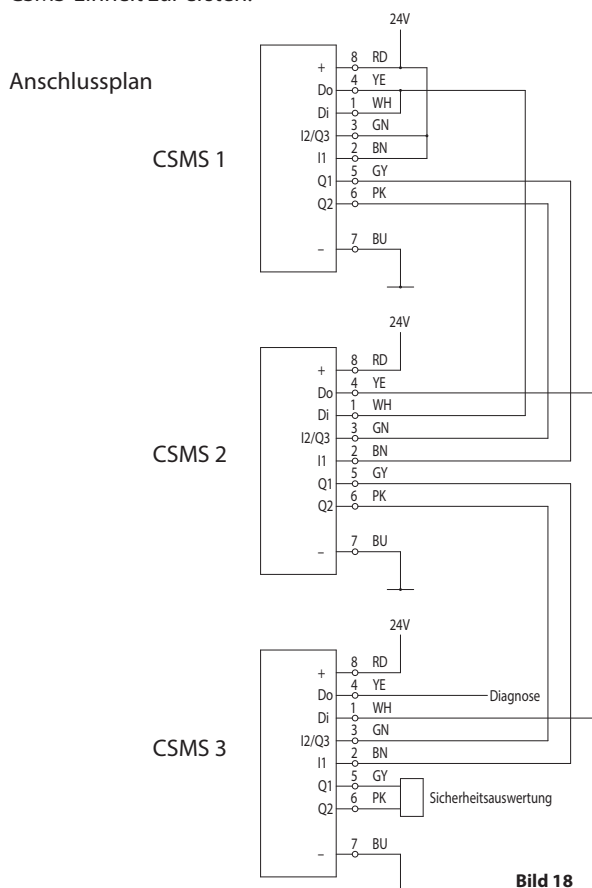 CSMS-Einheit zur ersten.
Anschlussplan
24V
CSMS 1
+ 8 RD
Do 4 YE
Di 1 WH
I2/Q3 3 GN
I1 2 BN
Q1 5 GY
Q2 6 PK
– 7 BU
24V
CSMS 2
+ 8 RD
Do 4 YE
Di 1 WH
I2/Q3 3 GN
I1 2 BN
Q1 5 GY
Q2 6 PK
– 7 BU
24V
CSMS 3
+ 8 RD
Do 4 YE Diagnose
Di 1 WH
I2/Q3 3 GN
I1 2 BN
Q1 5 GY
Sicherheitsauswertung
Q2 6 PK
– 7 BU
Bild 18